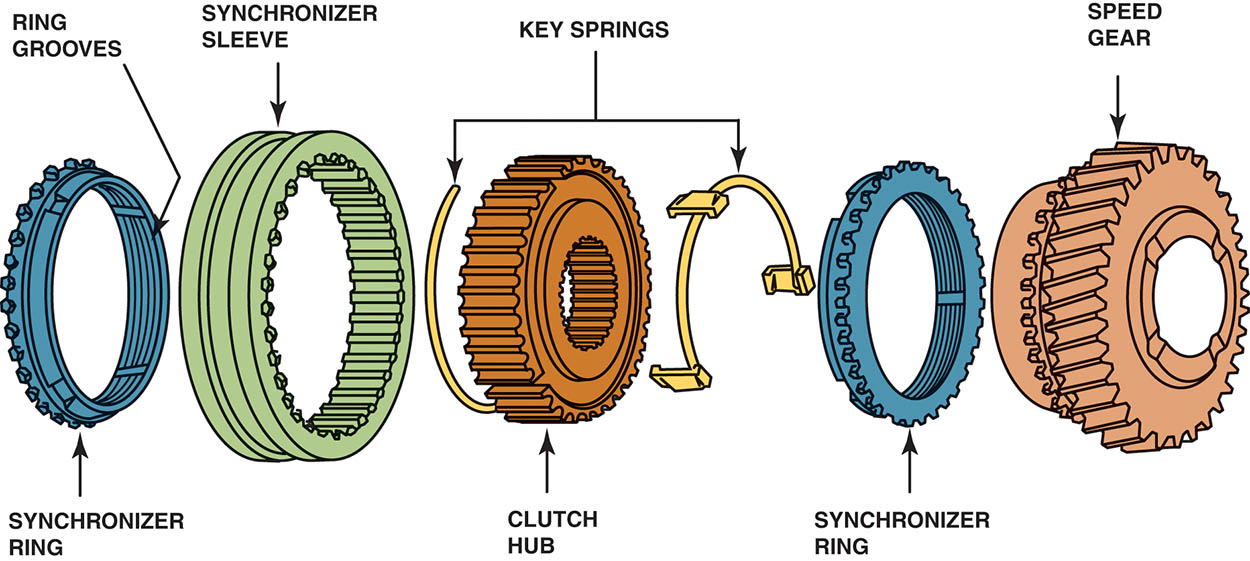 RING
GROOVES
SYNCHRONIZER
SLEEVE
KEY SPRINGS
SPEED
GEAR
SYNCHRONIZER
RING
CLUTCH
HUB
SYNCHRONIZER
RING